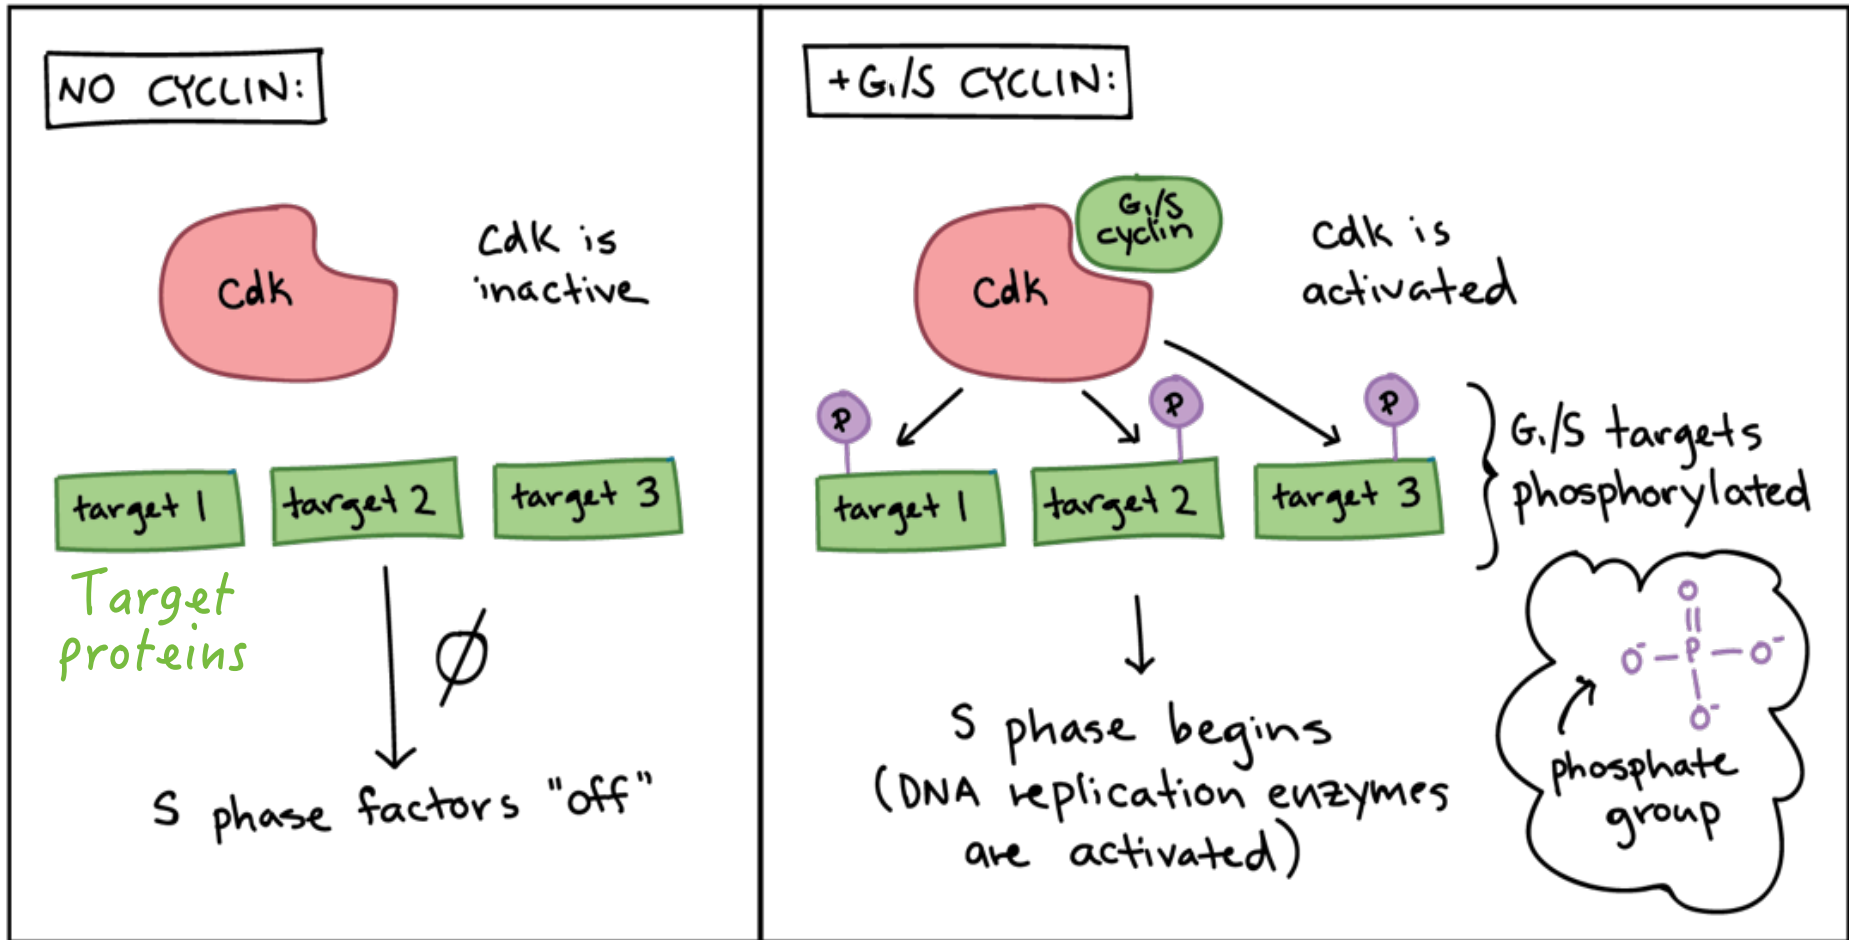 NO CYCLIN:
Cdk
Cdk is
inactive
target 1
target 2
target 3
Target
proteins
Ø
S phase factors "off"
+ G₁/S CYCLIN:
G₁/S
cyclin
Cdk
Cdk is
activated
P
P
P
target 1
target 2
target 3
G₁/S targets
phosphorylated
S phase begins
(DNA replication enzymes
are activated)
O
||
O⁻ — P — O⁻
|
O⁻
phosphate
group